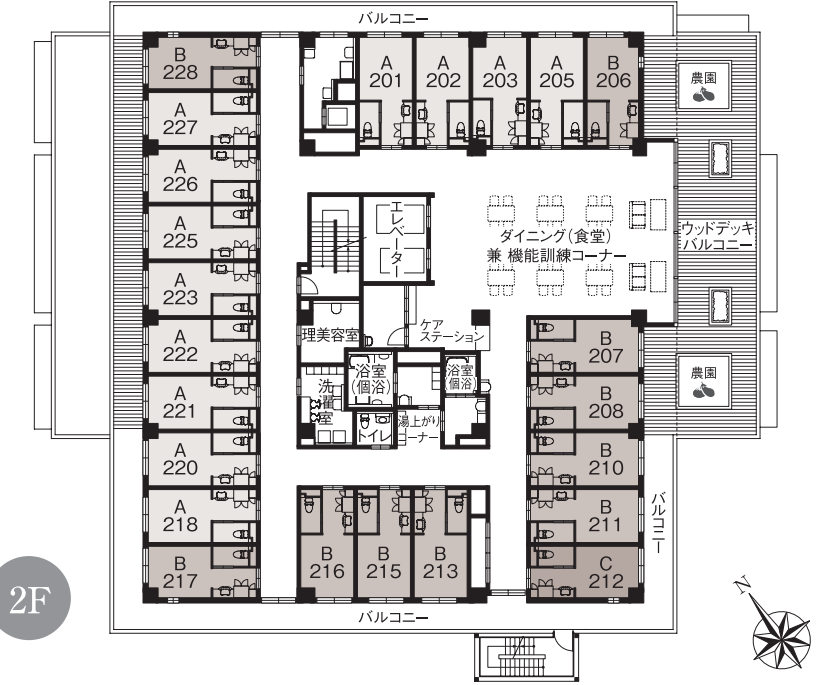 バルコニー
B
228
A
227
A
226
A
225
A
223
A
222
A
221
A
220
A
218
B
217
A
201
A
202
A
203
A
205
B
206
農園
ウッドデッキ
バルコニー
農園
エレベーター
ダイニング(食堂)
兼 機能訓練コーナー
理美容室
ケア
ステーション
浴室
(個浴)
浴室
(個浴)
洗濯室
トイレ
湯上がり
コーナー
B
207
B
208
B
210
B
211
C
212
B
216
B
215
B
213
バルコニー
バルコニー
2F
N